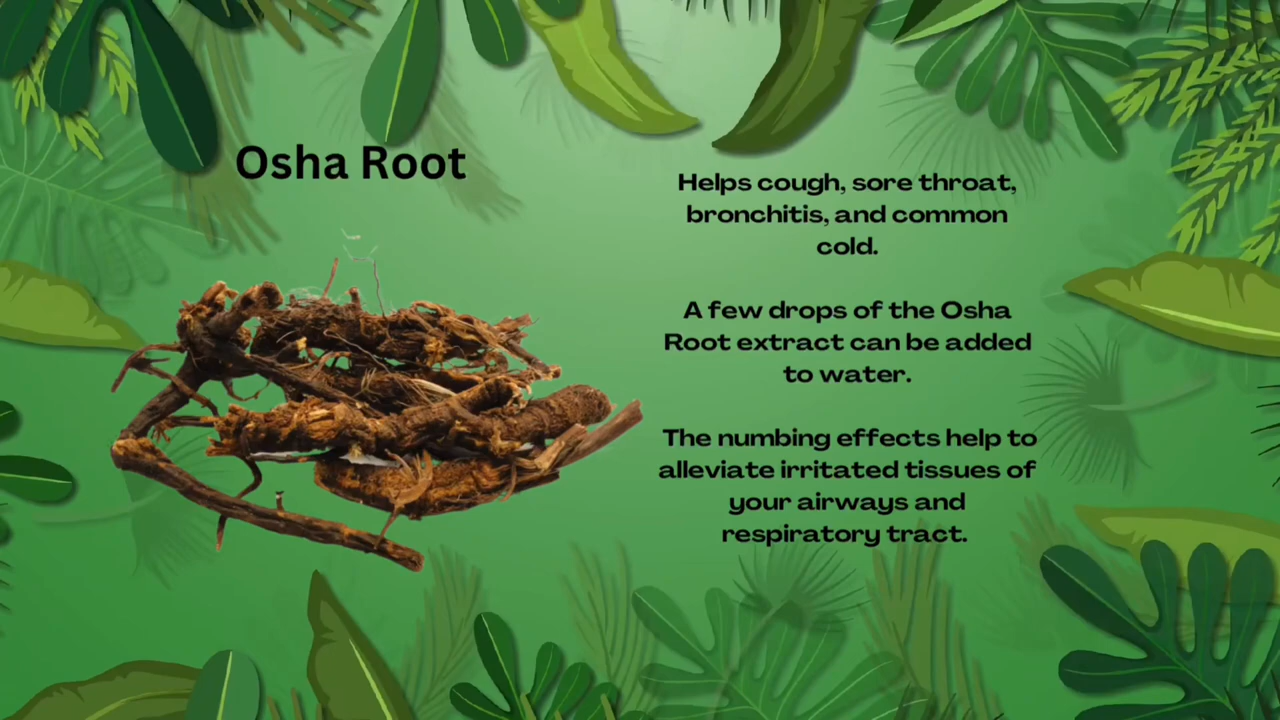 Osha Root
Helps cough, sore throat,
bronchitis, and common
cold.
A few drops of the Osha
Root extract can be added
to water.
The numbing effects help to
alleviate irritated tissues of
your airways and
respiratory tract.